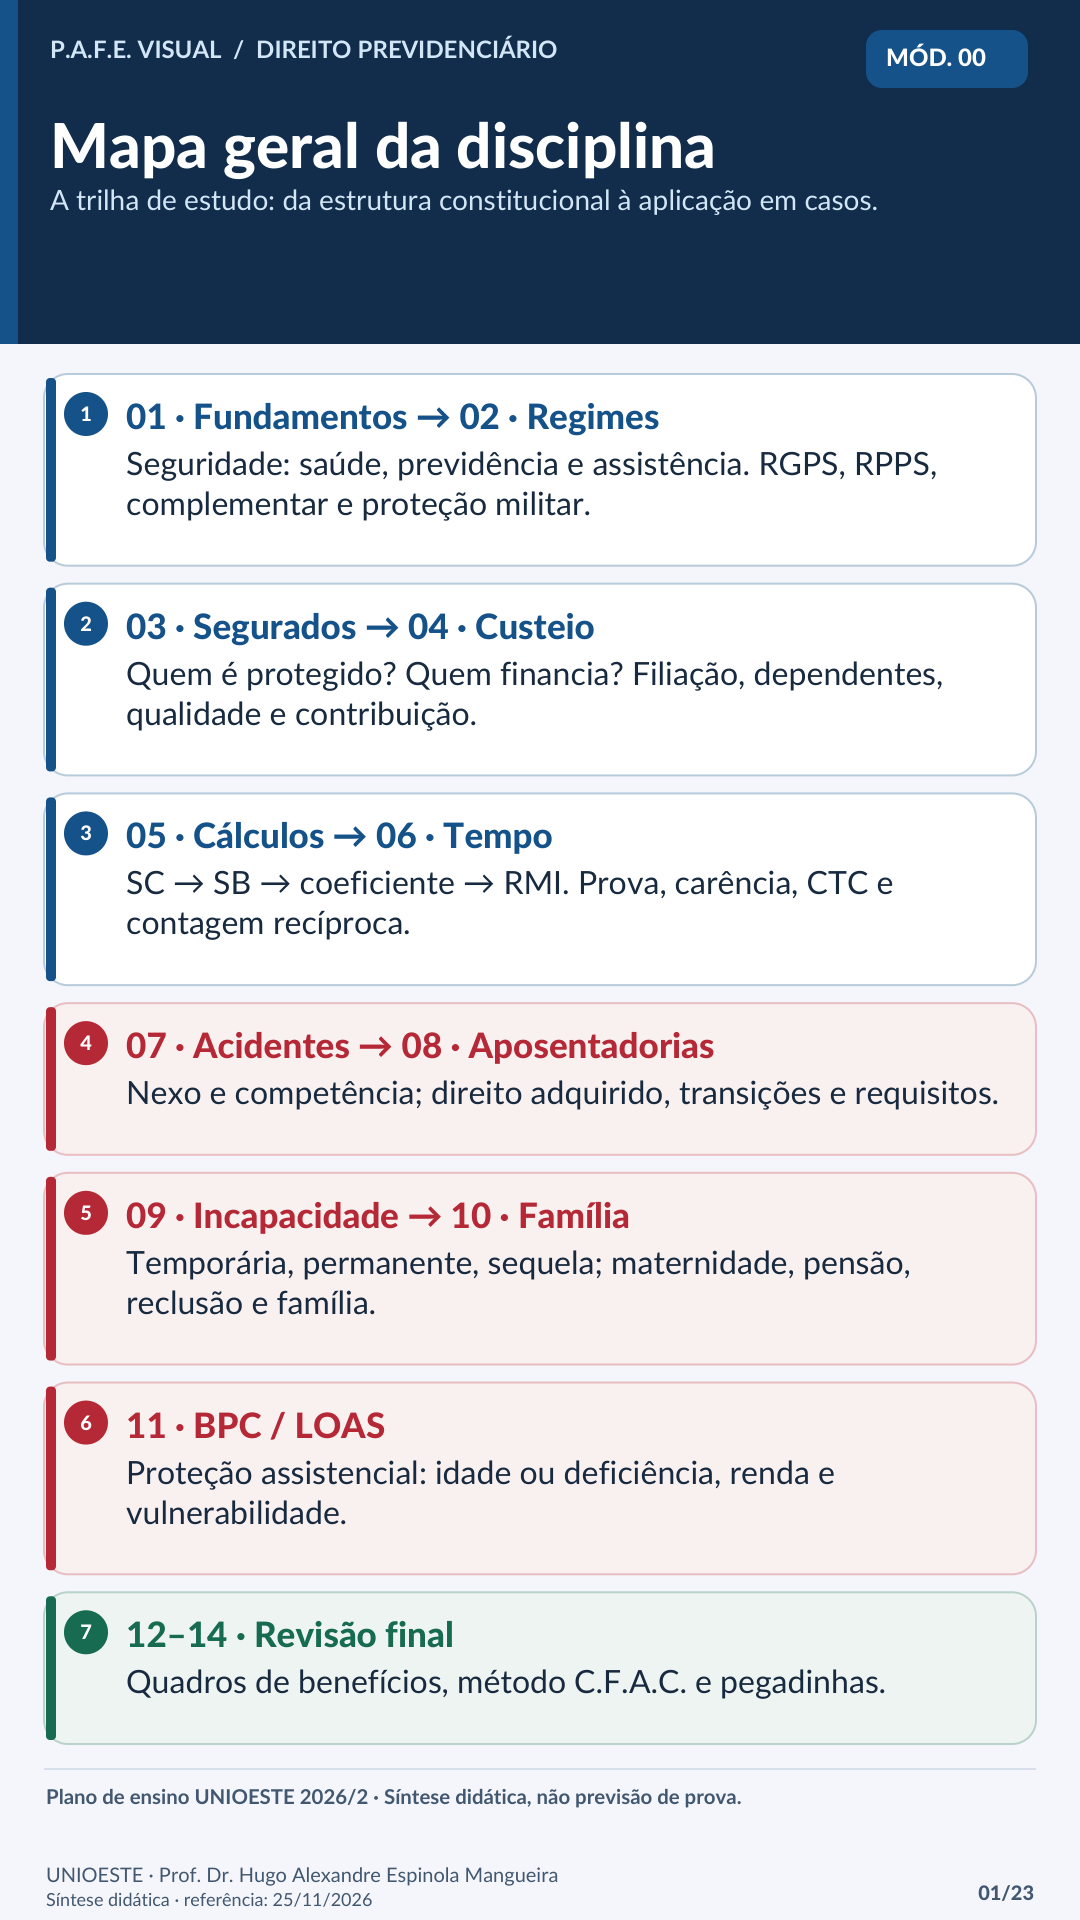 P.A.F.E. VISUAL / DIREITO PREVIDENCIÁRIO
MÓD. 00
Mapa geral da disciplina
A trilha de estudo: da estrutura constitucional à aplicação em casos.
1
01 · Fundamentos → 02 · Regimes
Seguridade: saúde, previdência e assistência. RGPS, RPPS,
complementar e proteção militar.
2
03 · Segurados → 04 · Custeio
Quem é protegido? Quem financia? Filiação, dependentes,
qualidade e contribuição.
3
05 · Cálculos → 06 · Tempo
SC → SB → coeficiente → RMI. Prova, carência, CTC e
contagem recíproca.
4
07 · Acidentes → 08 · Aposentadorias
Nexo e competência; direito adquirido, transições e requisitos.
5
09 · Incapacidade → 10 · Família
Temporária, permanente, sequela; maternidade, pensão,
reclusão e família.
6
11 · BPC / LOAS
Proteção assistencial: idade ou deficiência, renda e
vulnerabilidade.
7
12–14 · Revisão final
Quadros de benefícios, método C.F.A.C. e pegadinhas.
Plano de ensino UNIOESTE 2026/2 · Síntese didática, não previsão de prova.
UNIOESTE · Prof. Dr. Hugo Alexandre Espinola Mangueira
Síntese didática · referência: 25/11/2026
01/23